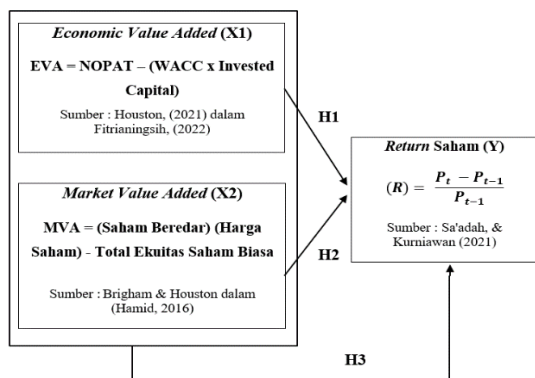 Economic Value Added (X1)
EVA = NOPAT – (WACC x Invested
Capital)
Sumber : Houston, (2021) dalam
Fitrianingsih, (2022)
H1
Market Value Added (X2)
MVA = (Saham Beredar) (Harga
Saham) - Total Ekuitas Saham Biasa
Sumber : Brigham & Houston dalam
(Hamid, 2016)
H2
Return Saham (Y)
(R) = (P_t − P_{t−1}) / P_{t−1}
Sumber : Sa'adah, &
Kurniawan (2021)
H3